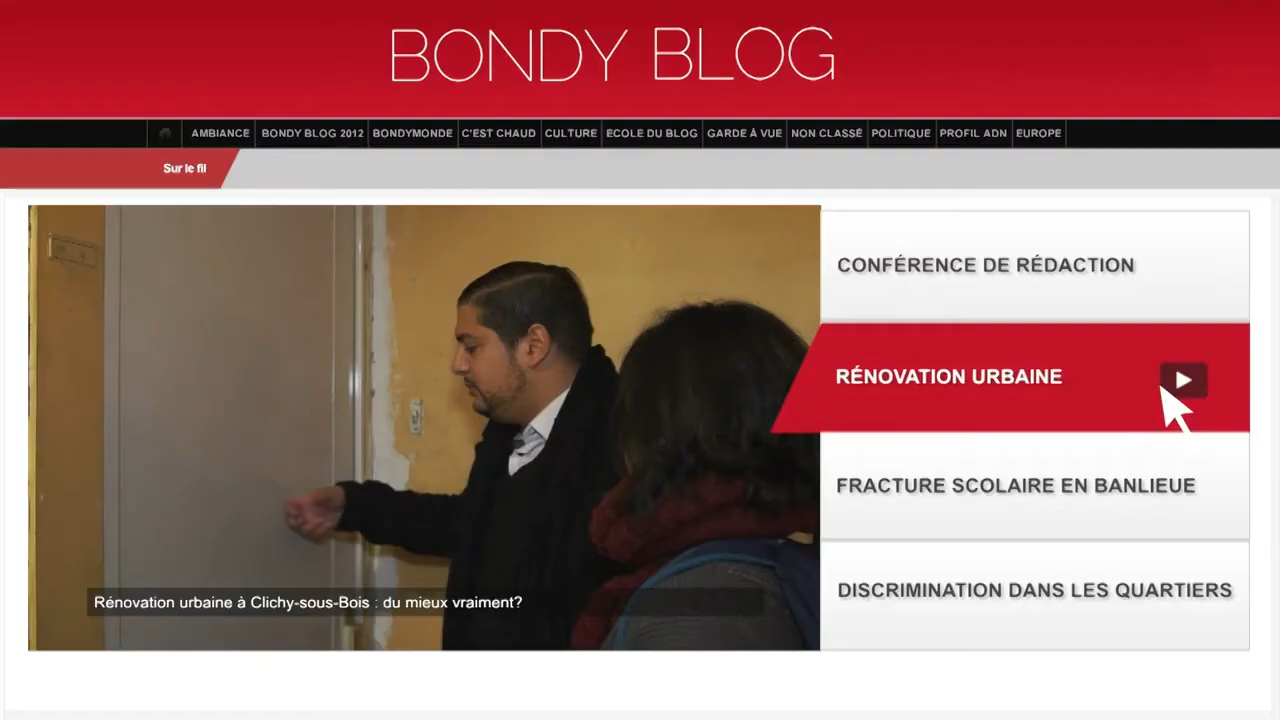 BONDY BLOG
AMBIANCE BONDY BLOG 2012 BONDYMONDE C'EST CHAUD CULTURE ECOLE DU BLOG GARDE À VUE NON CLASSÉ POLITIQUE PROFIL ADN EUROPE
Sur le fil
CONFÉRENCE DE RÉDACTION
RÉNOVATION URBAINE
FRACTURE SCOLAIRE EN BANLIEUE
DISCRIMINATION DANS LES QUARTIERS
Rénovation urbaine à Clichy-sous-Bois : du mieux vraiment?